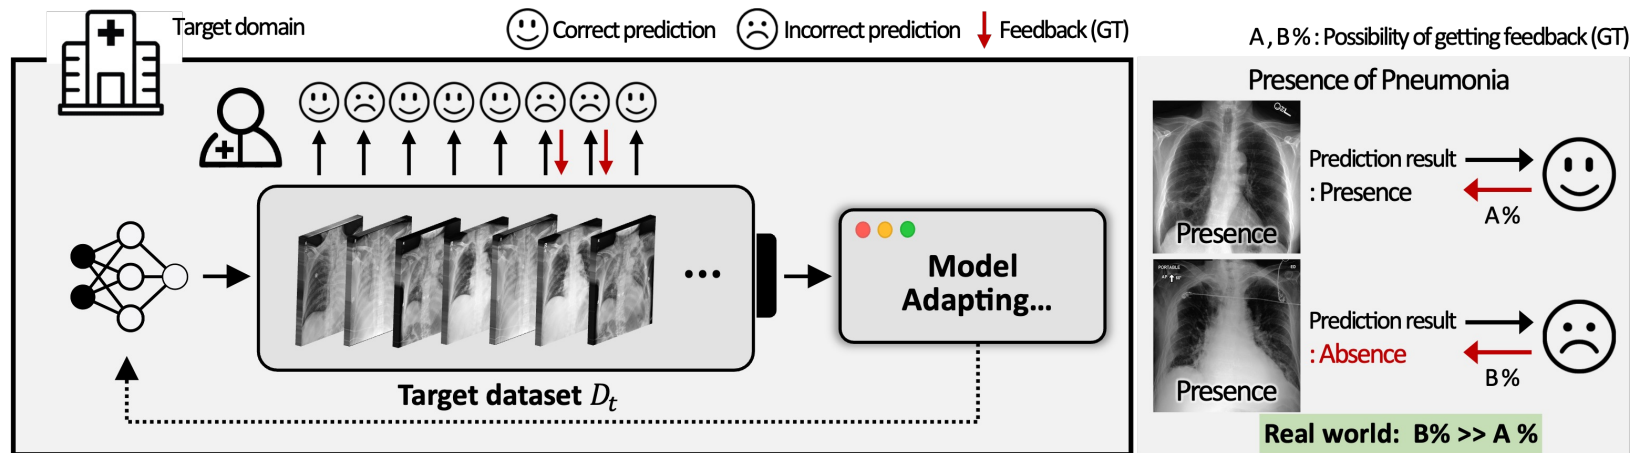 Target domain
Correct prediction
Incorrect prediction
Feedback (GT)
A , B % : Possibility of getting feedback (GT)
Target dataset D_t
Model
Adapting...
Presence of Pneumonia
Presence
Prediction result
: Presence
A %
PORTABLE
Presence
Prediction result
: Absence
B %
Real world: B% >> A %